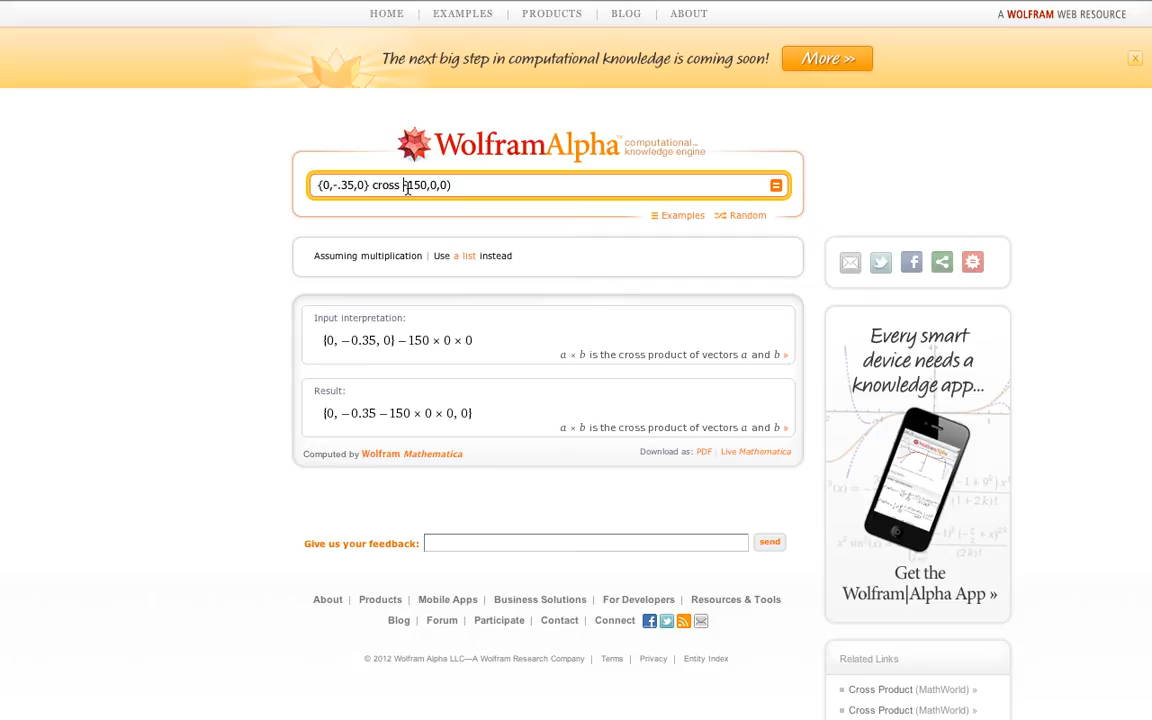 HOME | EXAMPLES | PRODUCTS | BLOG | ABOUT
A WOLFRAM WEB RESOURCE
The next big step in computational knowledge is coming soon!
More >>
x
WolframAlpha™ computational...
knowledge engine
{0,-.35,0} cross -150,0,0)
Examples Random
Assuming multiplication | Use a list instead
Input interpretation:
{0, −0.35, 0} − 150 × 0 × 0
a × b is the cross product of vectors a and b »
Result:
{0, −0.35 − 150 × 0 × 0, 0}
a × b is the cross product of vectors a and b »
Computed by Wolfram Mathematica
Download as: PDF | Live Mathematica
Give us your feedback:
send
About | Products | Mobile Apps | Business Solutions | For Developers | Resources & Tools
Blog | Forum | Participate | Contact | Connect
© 2012 Wolfram Alpha LLC—A Wolfram Research Company | Terms | Privacy | Entity Index
Every smart
device needs a
knowledge app...
Get the
Wolfram|Alpha App »
Related Links
Cross Product (MathWorld) »
Cross Product (MathWorld) »